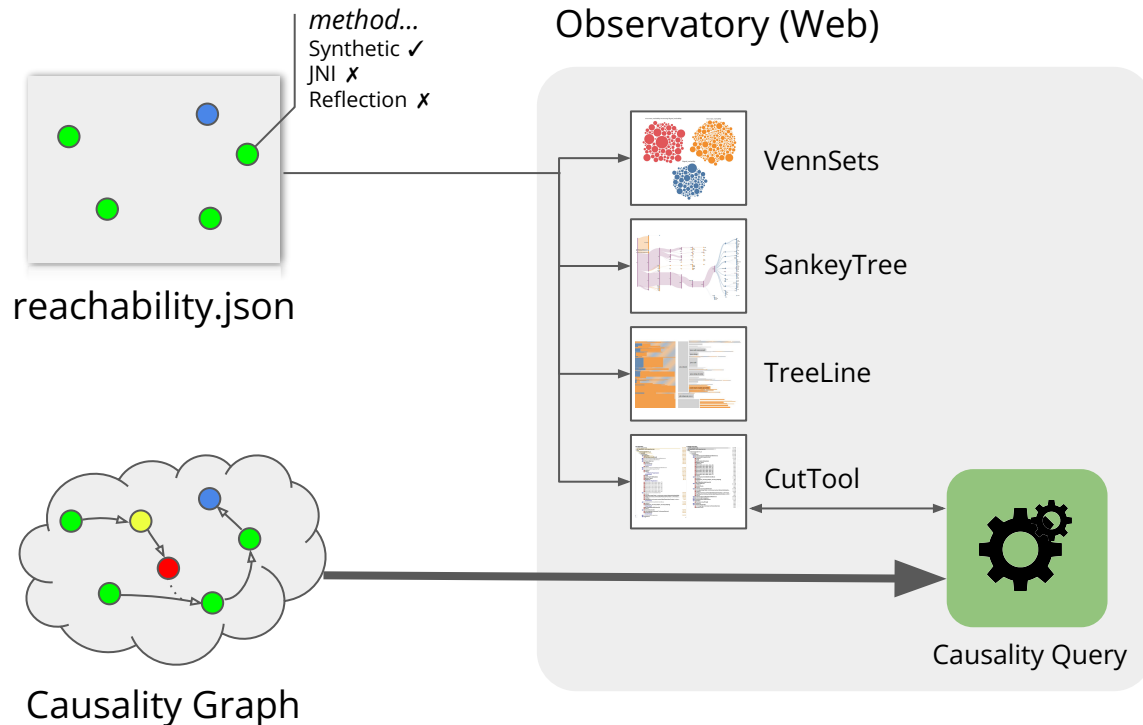 method...
Synthetic ✓
JNI ✗
Reflection ✗
Observatory (Web)
VennSets
SankeyTree
TreeLine
CutTool
reachability.json
Causality Query
Causality Graph